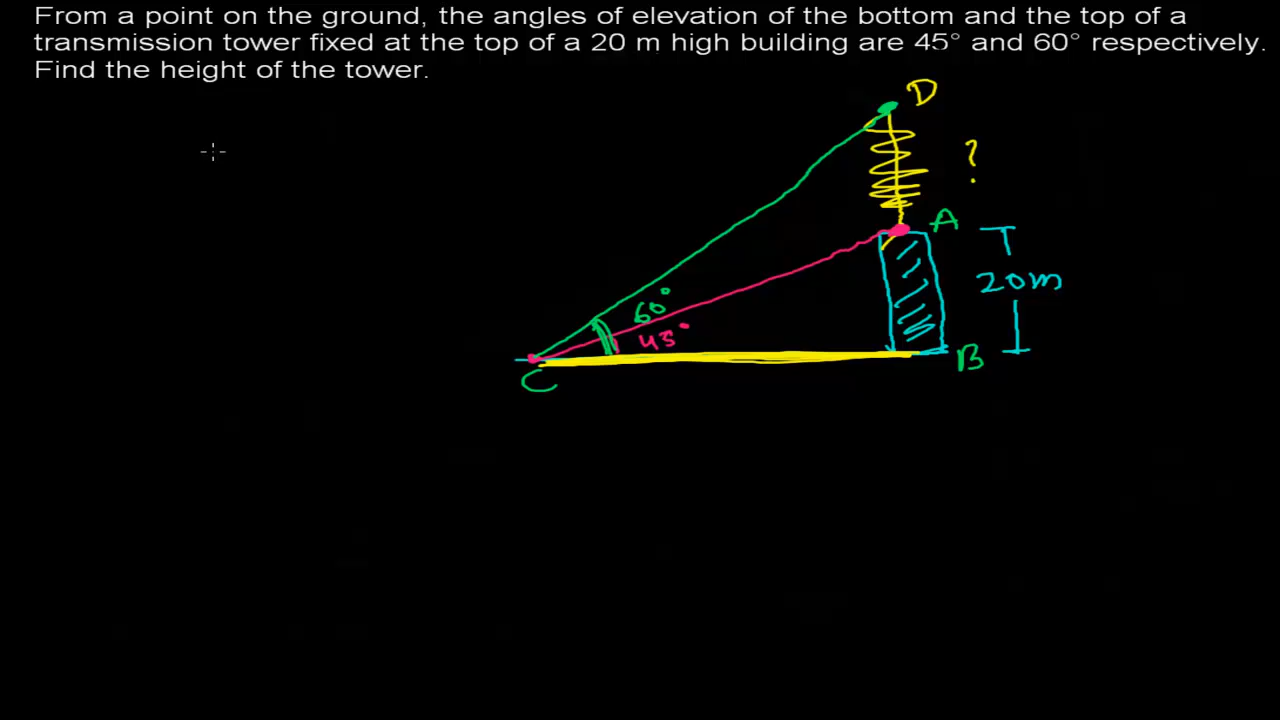 From a point on the ground, the angles of elevation of the bottom and the top of a
transmission tower fixed at the top of a 20 m high building are 45° and 60° respectively.
Find the height of the tower.
D
?
A
20m
60°
45°
B
C